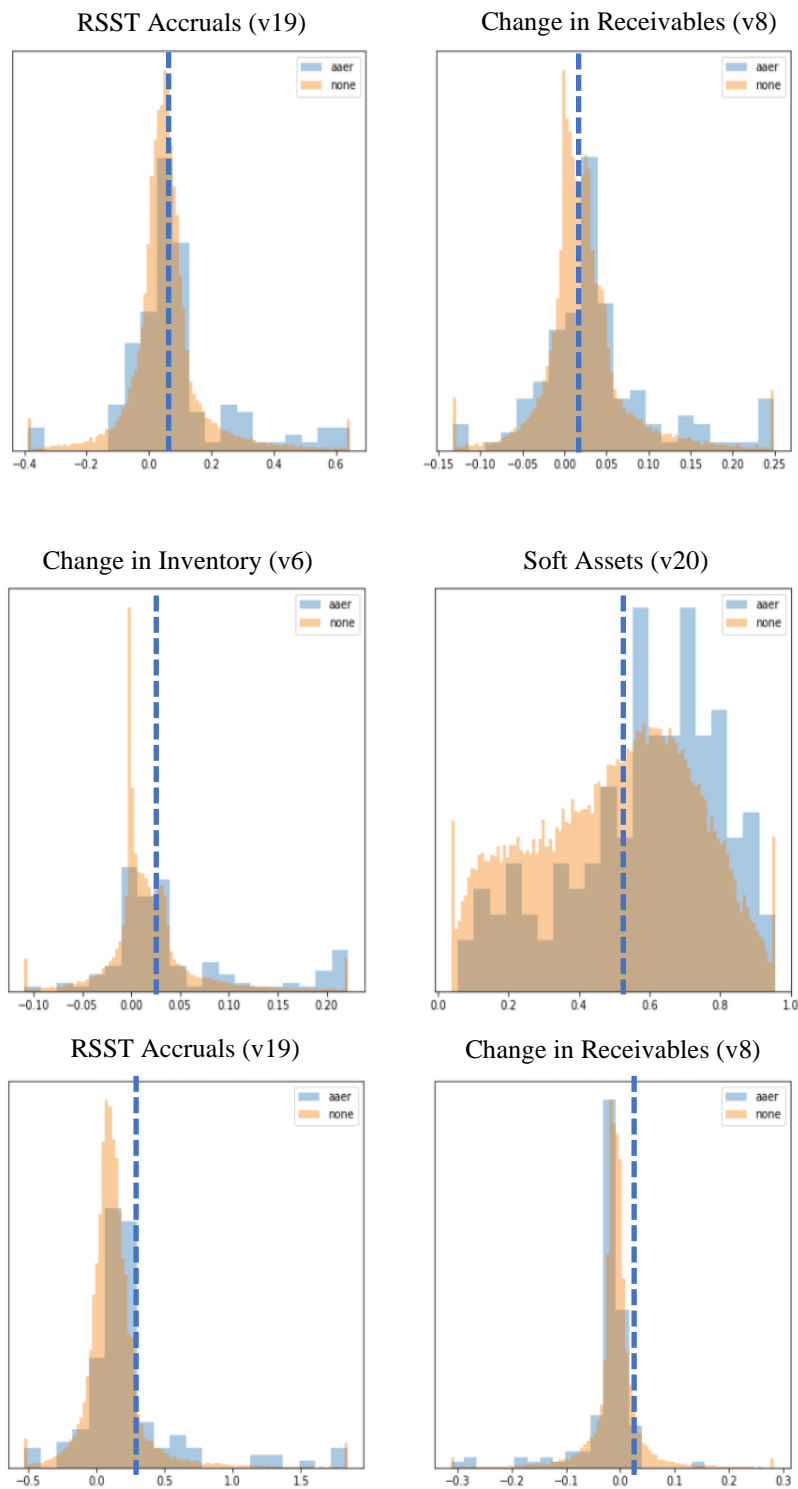 RSST Accruals (v19)
Change in Receivables (v8)
aaer
none
aaer
none
−0.4 −0.2 0.0 0.2 0.4 0.6
−0.15 −0.10 −0.05 0.00 0.05 0.10 0.15 0.20 0.25
Change in Inventory (v6)
Soft Assets (v20)
aaer
none
aaer
none
−0.10 −0.05 0.00 0.05 0.10 0.15 0.20
0.0 0.2 0.4 0.6 0.8 1.0
RSST Accruals (v19)
Change in Receivables (v8)
aaer
none
aaer
none
−0.5 0.0 0.5 1.0 1.5
−0.3 −0.2 −0.1 0.0 0.1 0.2 0.3